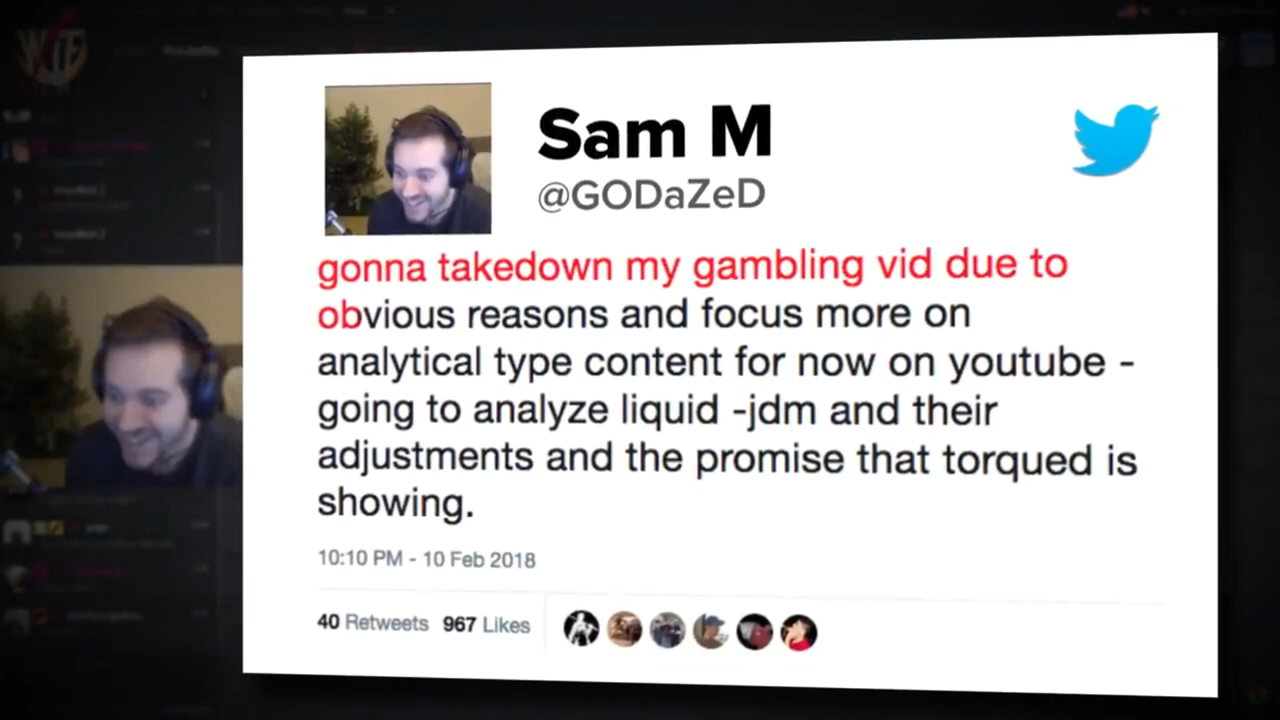 Sam M
@GODaZeD
gonna takedown my gambling vid due to
obvious reasons and focus more on
analytical type content for now on youtube -
going to analyze liquid -jdm and their
adjustments and the promise that torqued is
showing.
10:10 PM - 10 Feb 2018
40 Retweets 967 Likes